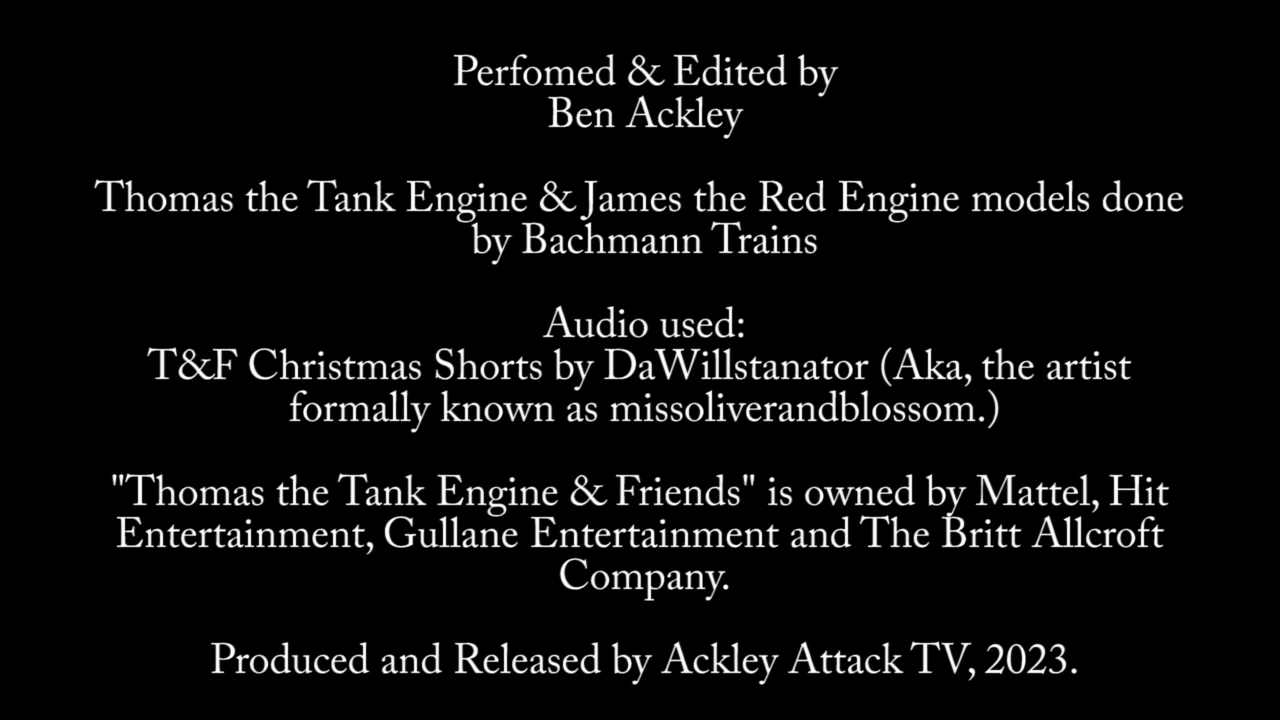 Perfomed & Edited by
Ben Ackley
Thomas the Tank Engine & James the Red Engine models done
by Bachmann Trains
Audio used:
T&F Christmas Shorts by DaWillstanator (Aka, the artist
formally known as missoliverandblossom.)
"Thomas the Tank Engine & Friends" is owned by Mattel, Hit
Entertainment, Gullane Entertainment and The Britt Allcroft
Company.
Produced and Released by Ackley Attack TV, 2023.